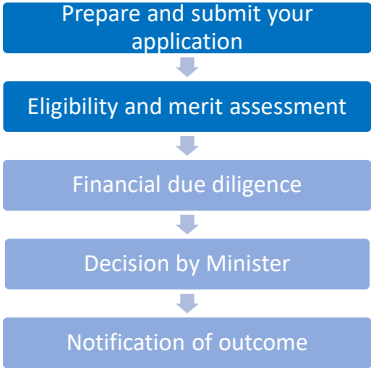 Prepare and submit your
application
Eligibility and merit assessment
Financial due diligence
Decision by Minister
Notification of outcome